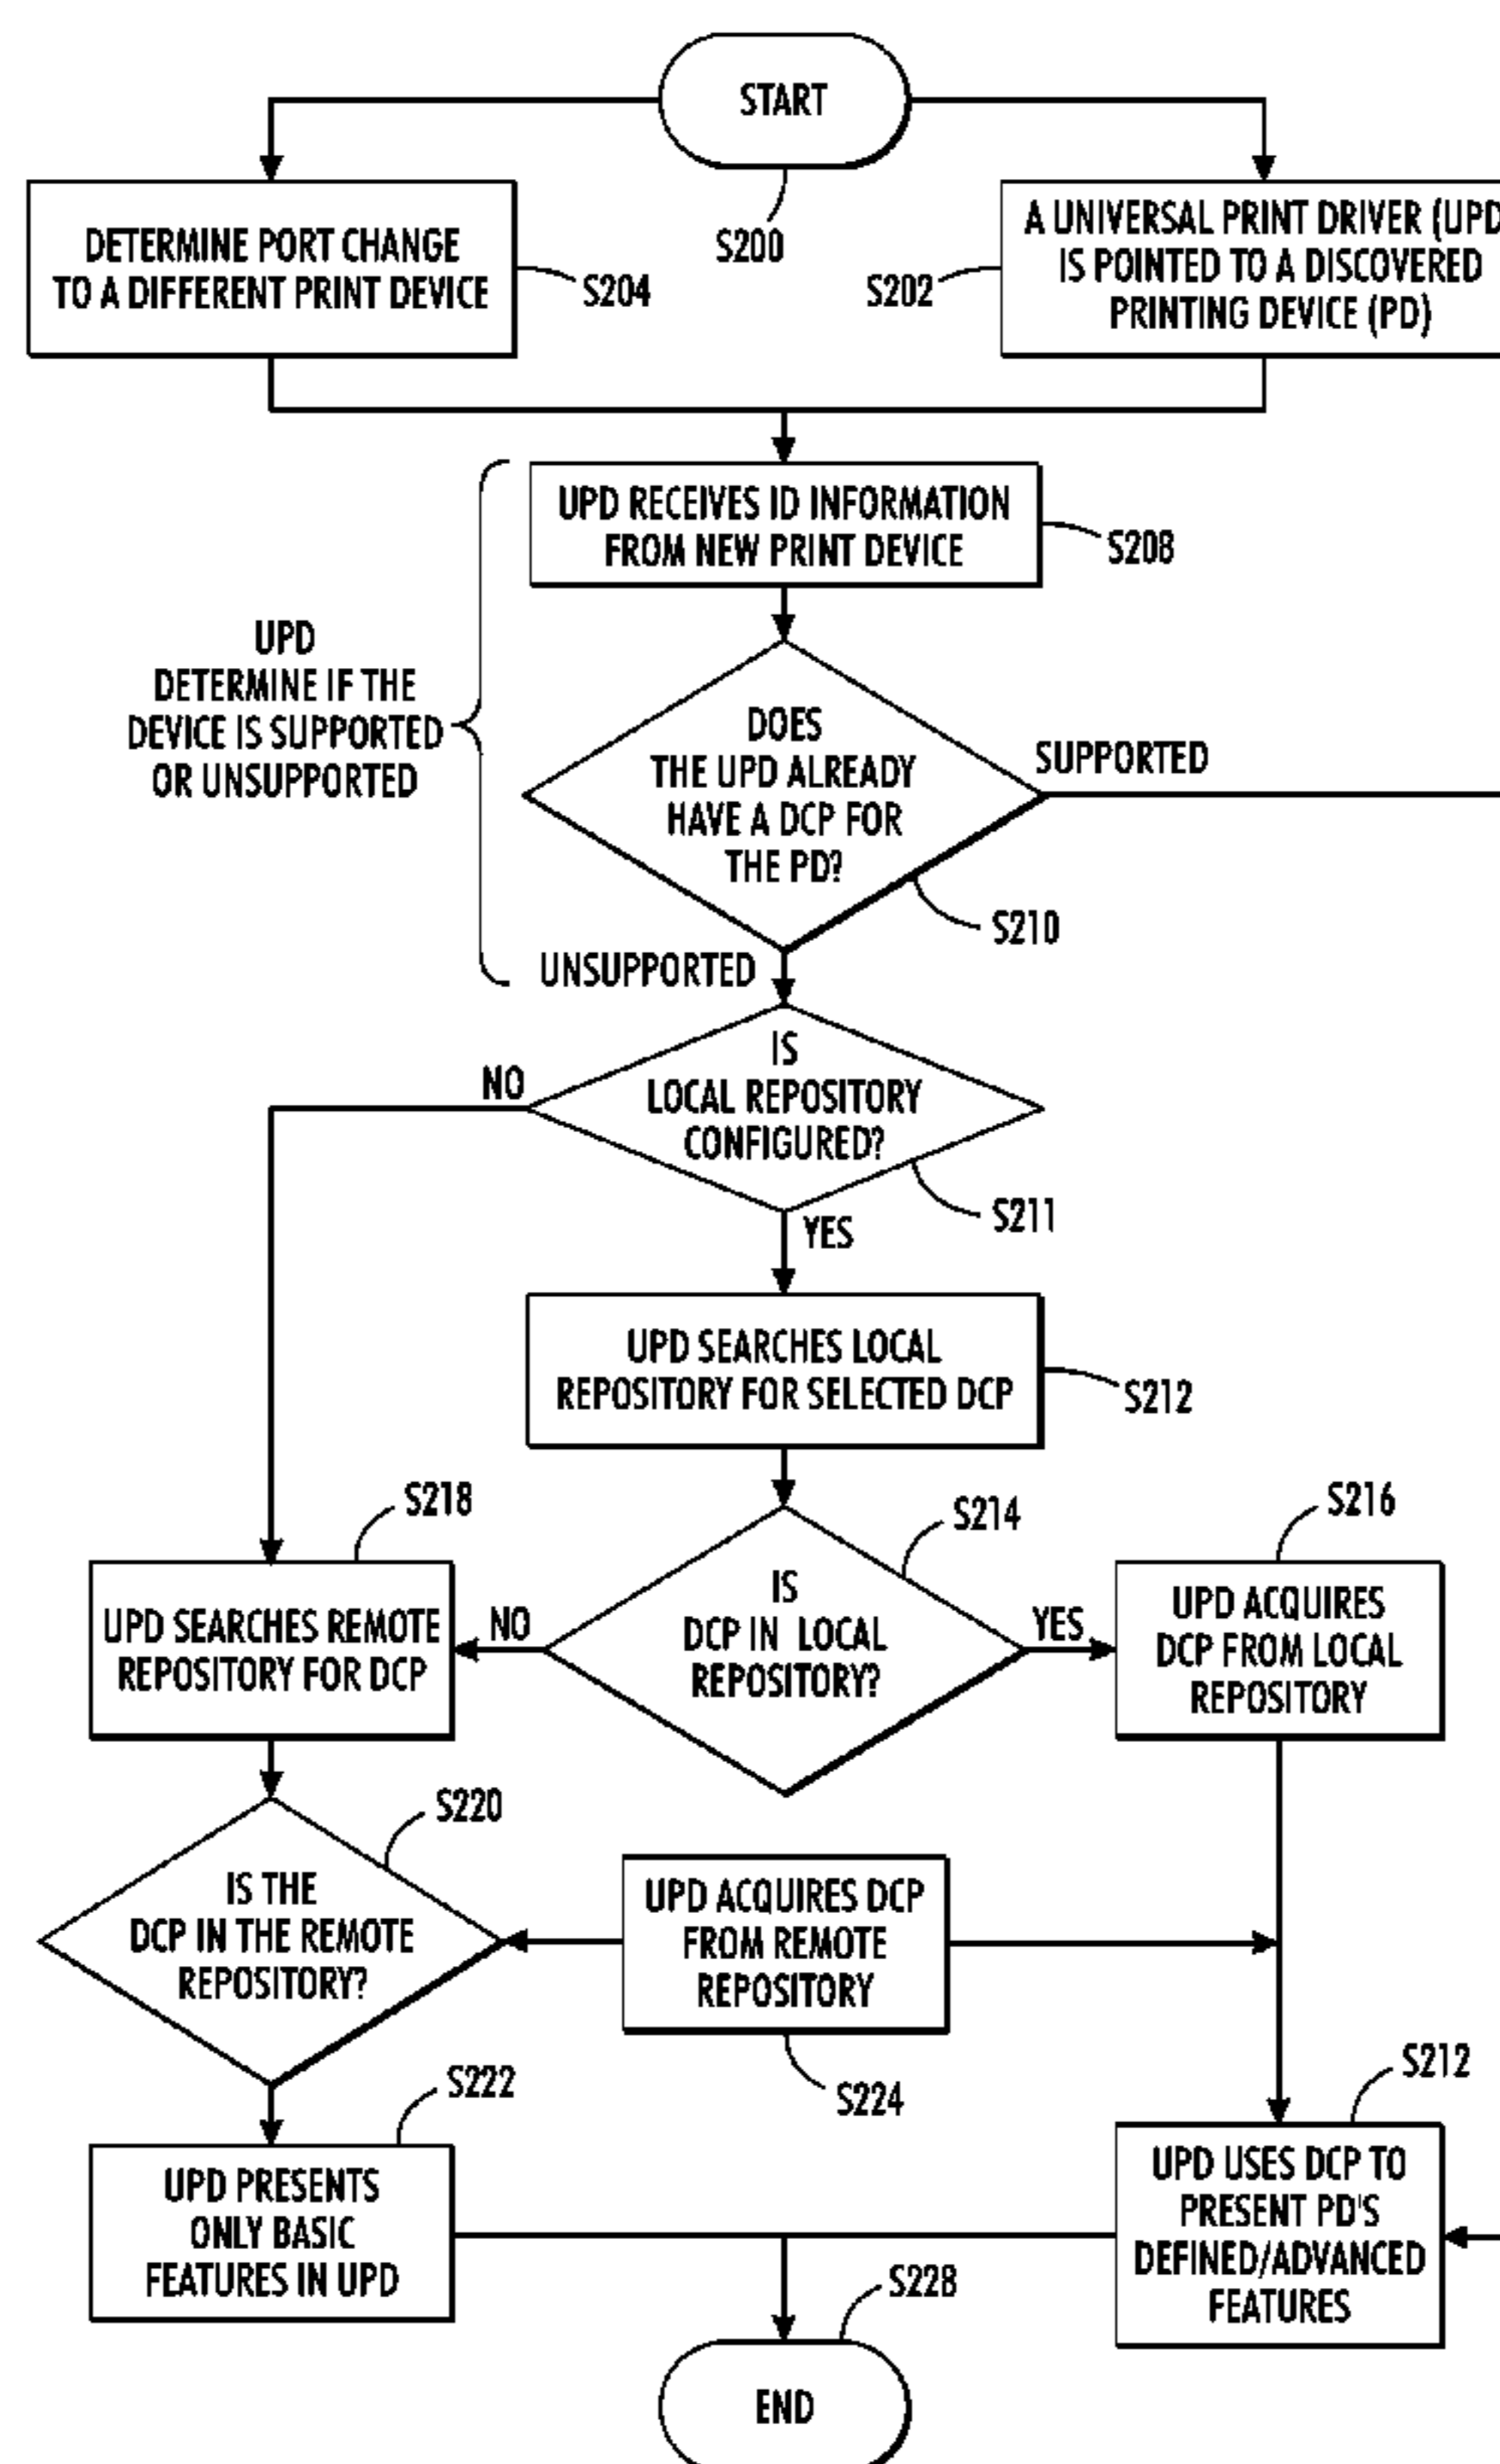 START
S200
DETERMINE PORT CHANGE
TO A DIFFERENT PRINT DEVICE
S204
S202
A UNIVERSAL PRINT DRIVER (UPD
IS POINTED TO A DISCOVERED
PRINTING DEVICE (PD)
UPD RECEIVES ID INFORMATION
FROM NEW PRINT DEVICE
S208
UPD
DETERMINE IF THE
DEVICE IS SUPPORTED
OR UNSUPPORTED
DOES
THE UPD ALREADY
HAVE A DCP FOR
THE PD?
SUPPORTED
S210
UNSUPPORTED
IS
LOCAL REPOSITORY
CONFIGURED?
NO
S211
YES
UPD SEARCHES LOCAL
REPOSITORY FOR SELECTED DCP
S212
S218
S214
S216
UPD SEARCHES REMOTE
REPOSITORY FOR DCP
NO
IS
DCP IN LOCAL
REPOSITORY?
YES
UPD ACQUIRES
DCP FROM LOCAL
REPOSITORY
S220
IS THE
DCP IN THE REMOTE
REPOSITORY?
UPD ACQUIRES DCP
FROM REMOTE
REPOSITORY
S224
S222
S212
UPD PRESENTS
ONLY BASIC
FEATURES IN UPD
UPD USES DCP TO
PRESENT PD'S
DEFINED/ADVANCED
FEATURES
S228
END